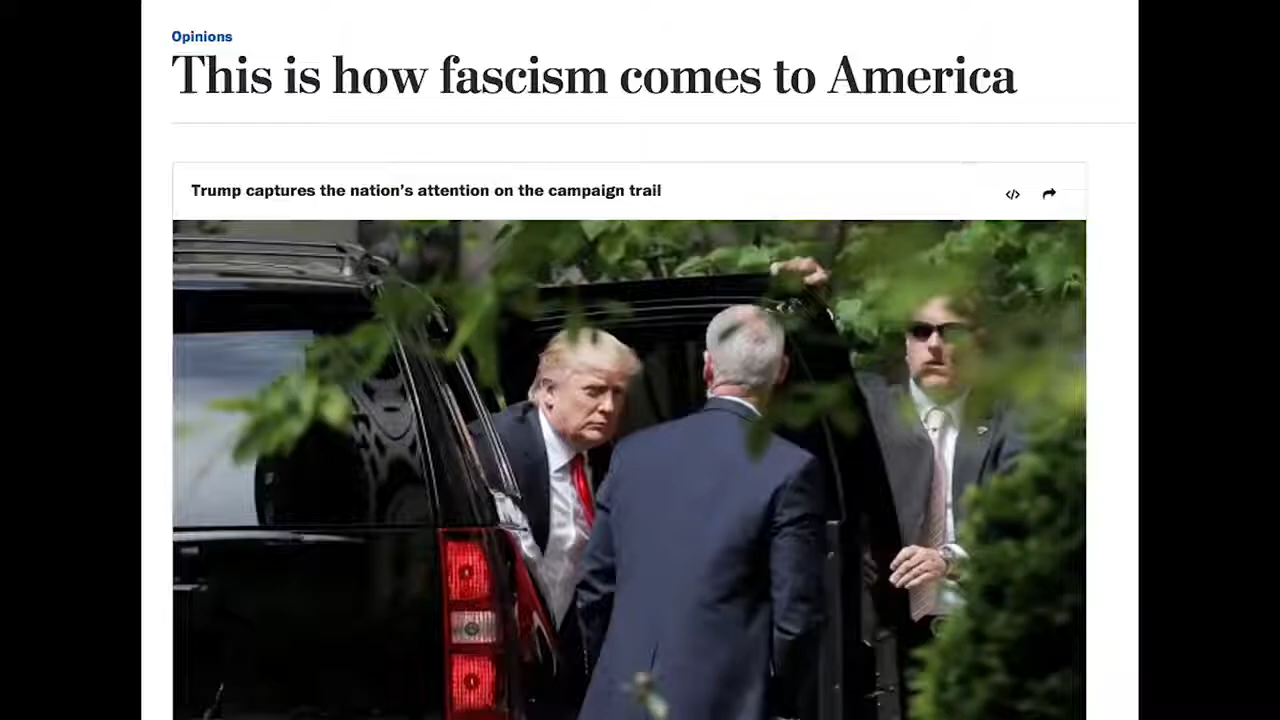 Opinions
This is how fascism comes to America
Trump captures the nation’s attention on the campaign trail